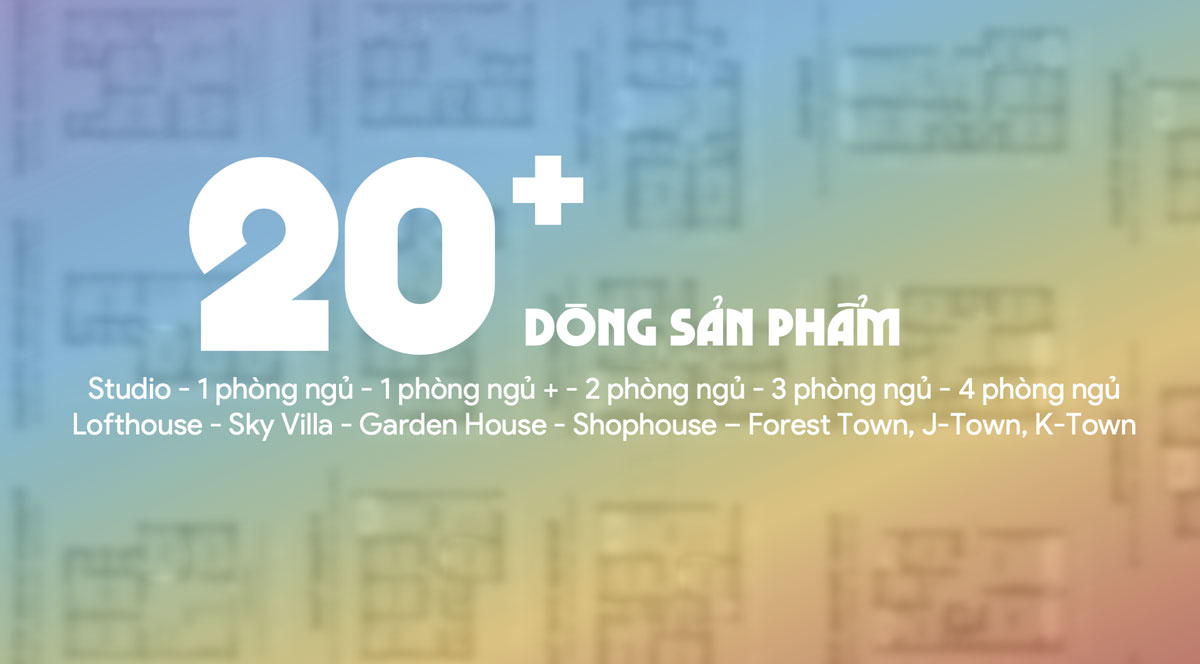 20+
DÒNG SẢN PHẨM
Studio - 1 phòng ngủ - 1 phòng ngủ + - 2 phòng ngủ - 3 phòng ngủ - 4 phòng ngủ
Lofthouse - Sky Villa - Garden House - Shophouse – Forest Town, J-Town, K-Town